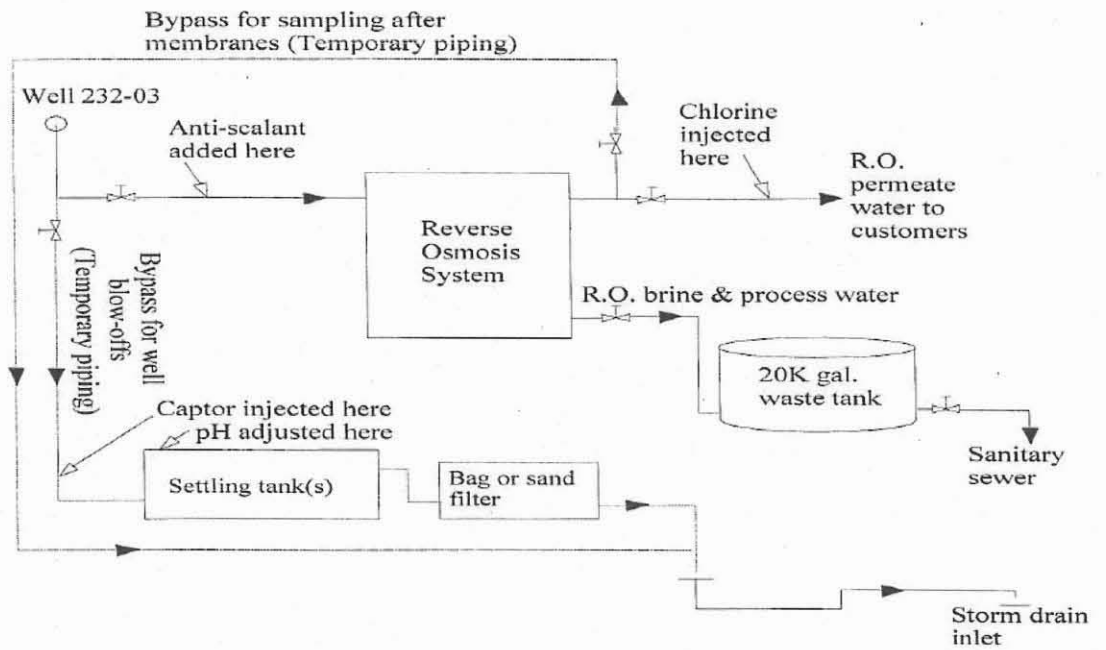 Bypass for sampling after
membranes (Temporary piping)
Well 232-03
Anti-scalant
added here
Chlorine
injected
here
R.O.
permeate
water to
customers
Reverse
Osmosis
System
Bypass for well
blow-offs
(Temporary piping)
R.O. brine & process water
20K gal.
waste tank
Captor injected here
pH adjusted here
Settling tank(s)
Bag or sand
filter
Sanitary
sewer
Storm drain
inlet